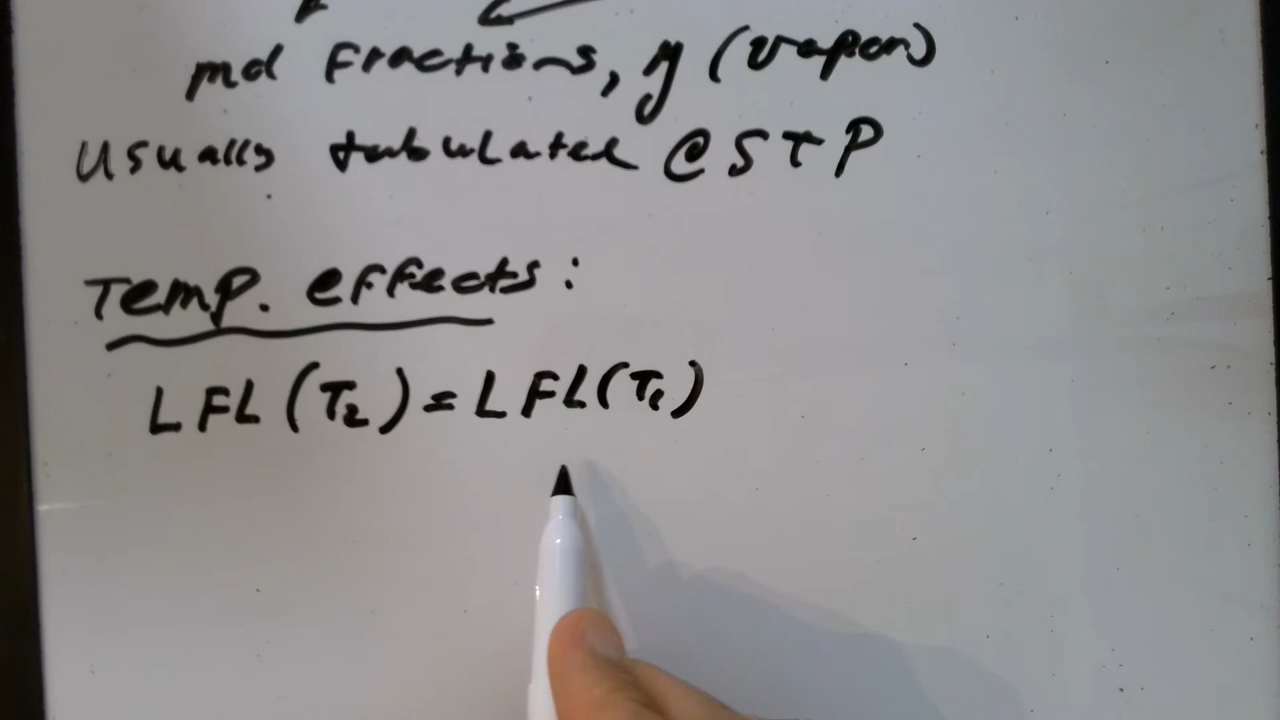 mol fractions, y (vapor)
Usually tabulated @ STP
Temp. effects:
LFL (T₂) = LFL(T₁)